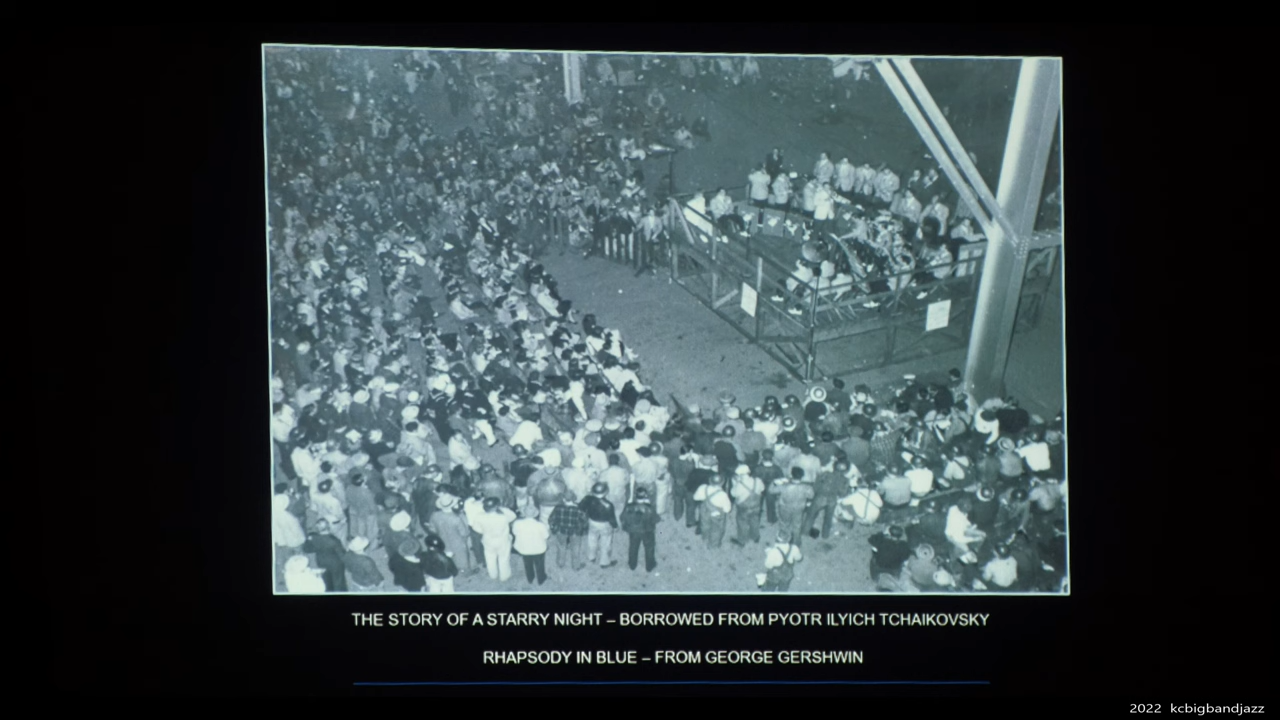 THE STORY OF A STARRY NIGHT – BORROWED FROM PYOTR ILYICH TCHAIKOVSKY
RHAPSODY IN BLUE – FROM GEORGE GERSHWIN
2022 kcbigbandjazz